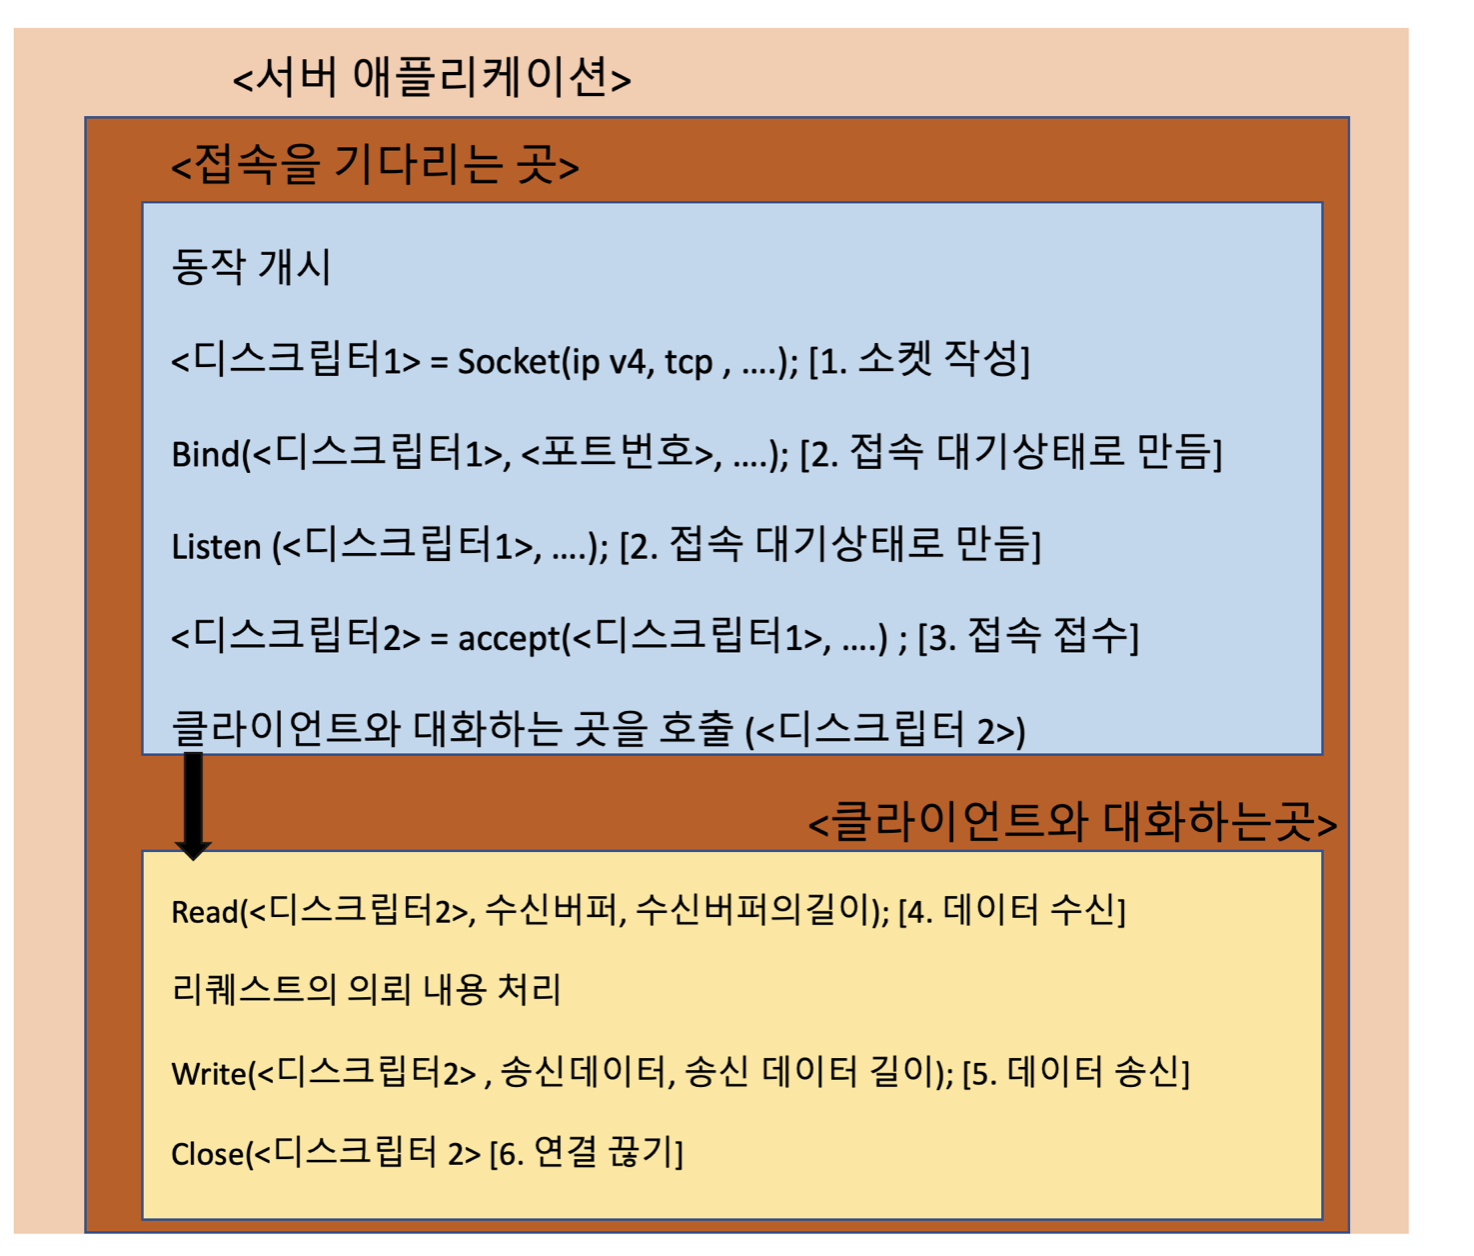 <서버 애플리케이션>
<접속을 기다리는 곳>
동작 개시
<디스크립터1> = Socket(ip v4, tcp , ....); [1. 소켓 작성]
Bind(<디스크립터1>, <포트번호>, ....); [2. 접속 대기상태로 만듬]
Listen (<디스크립터1>, ....); [2. 접속 대기상태로 만듬]
<디스크립터2> = accept(<디스크립터1>, ....) ; [3. 접속 접수]
클라이언트와 대화하는 곳을 호출 (<디스크립터 2>)
<클라이언트와 대화하는곳>
Read(<디스크립터2>, 수신버퍼, 수신버퍼의길이); [4. 데이터 수신]
리퀘스트의 의뢰 내용 처리
Write(<디스크립터2> , 송신데이터, 송신 데이터 길이); [5. 데이터 송신]
Close(<디스크립터 2> [6. 연결 끊기]